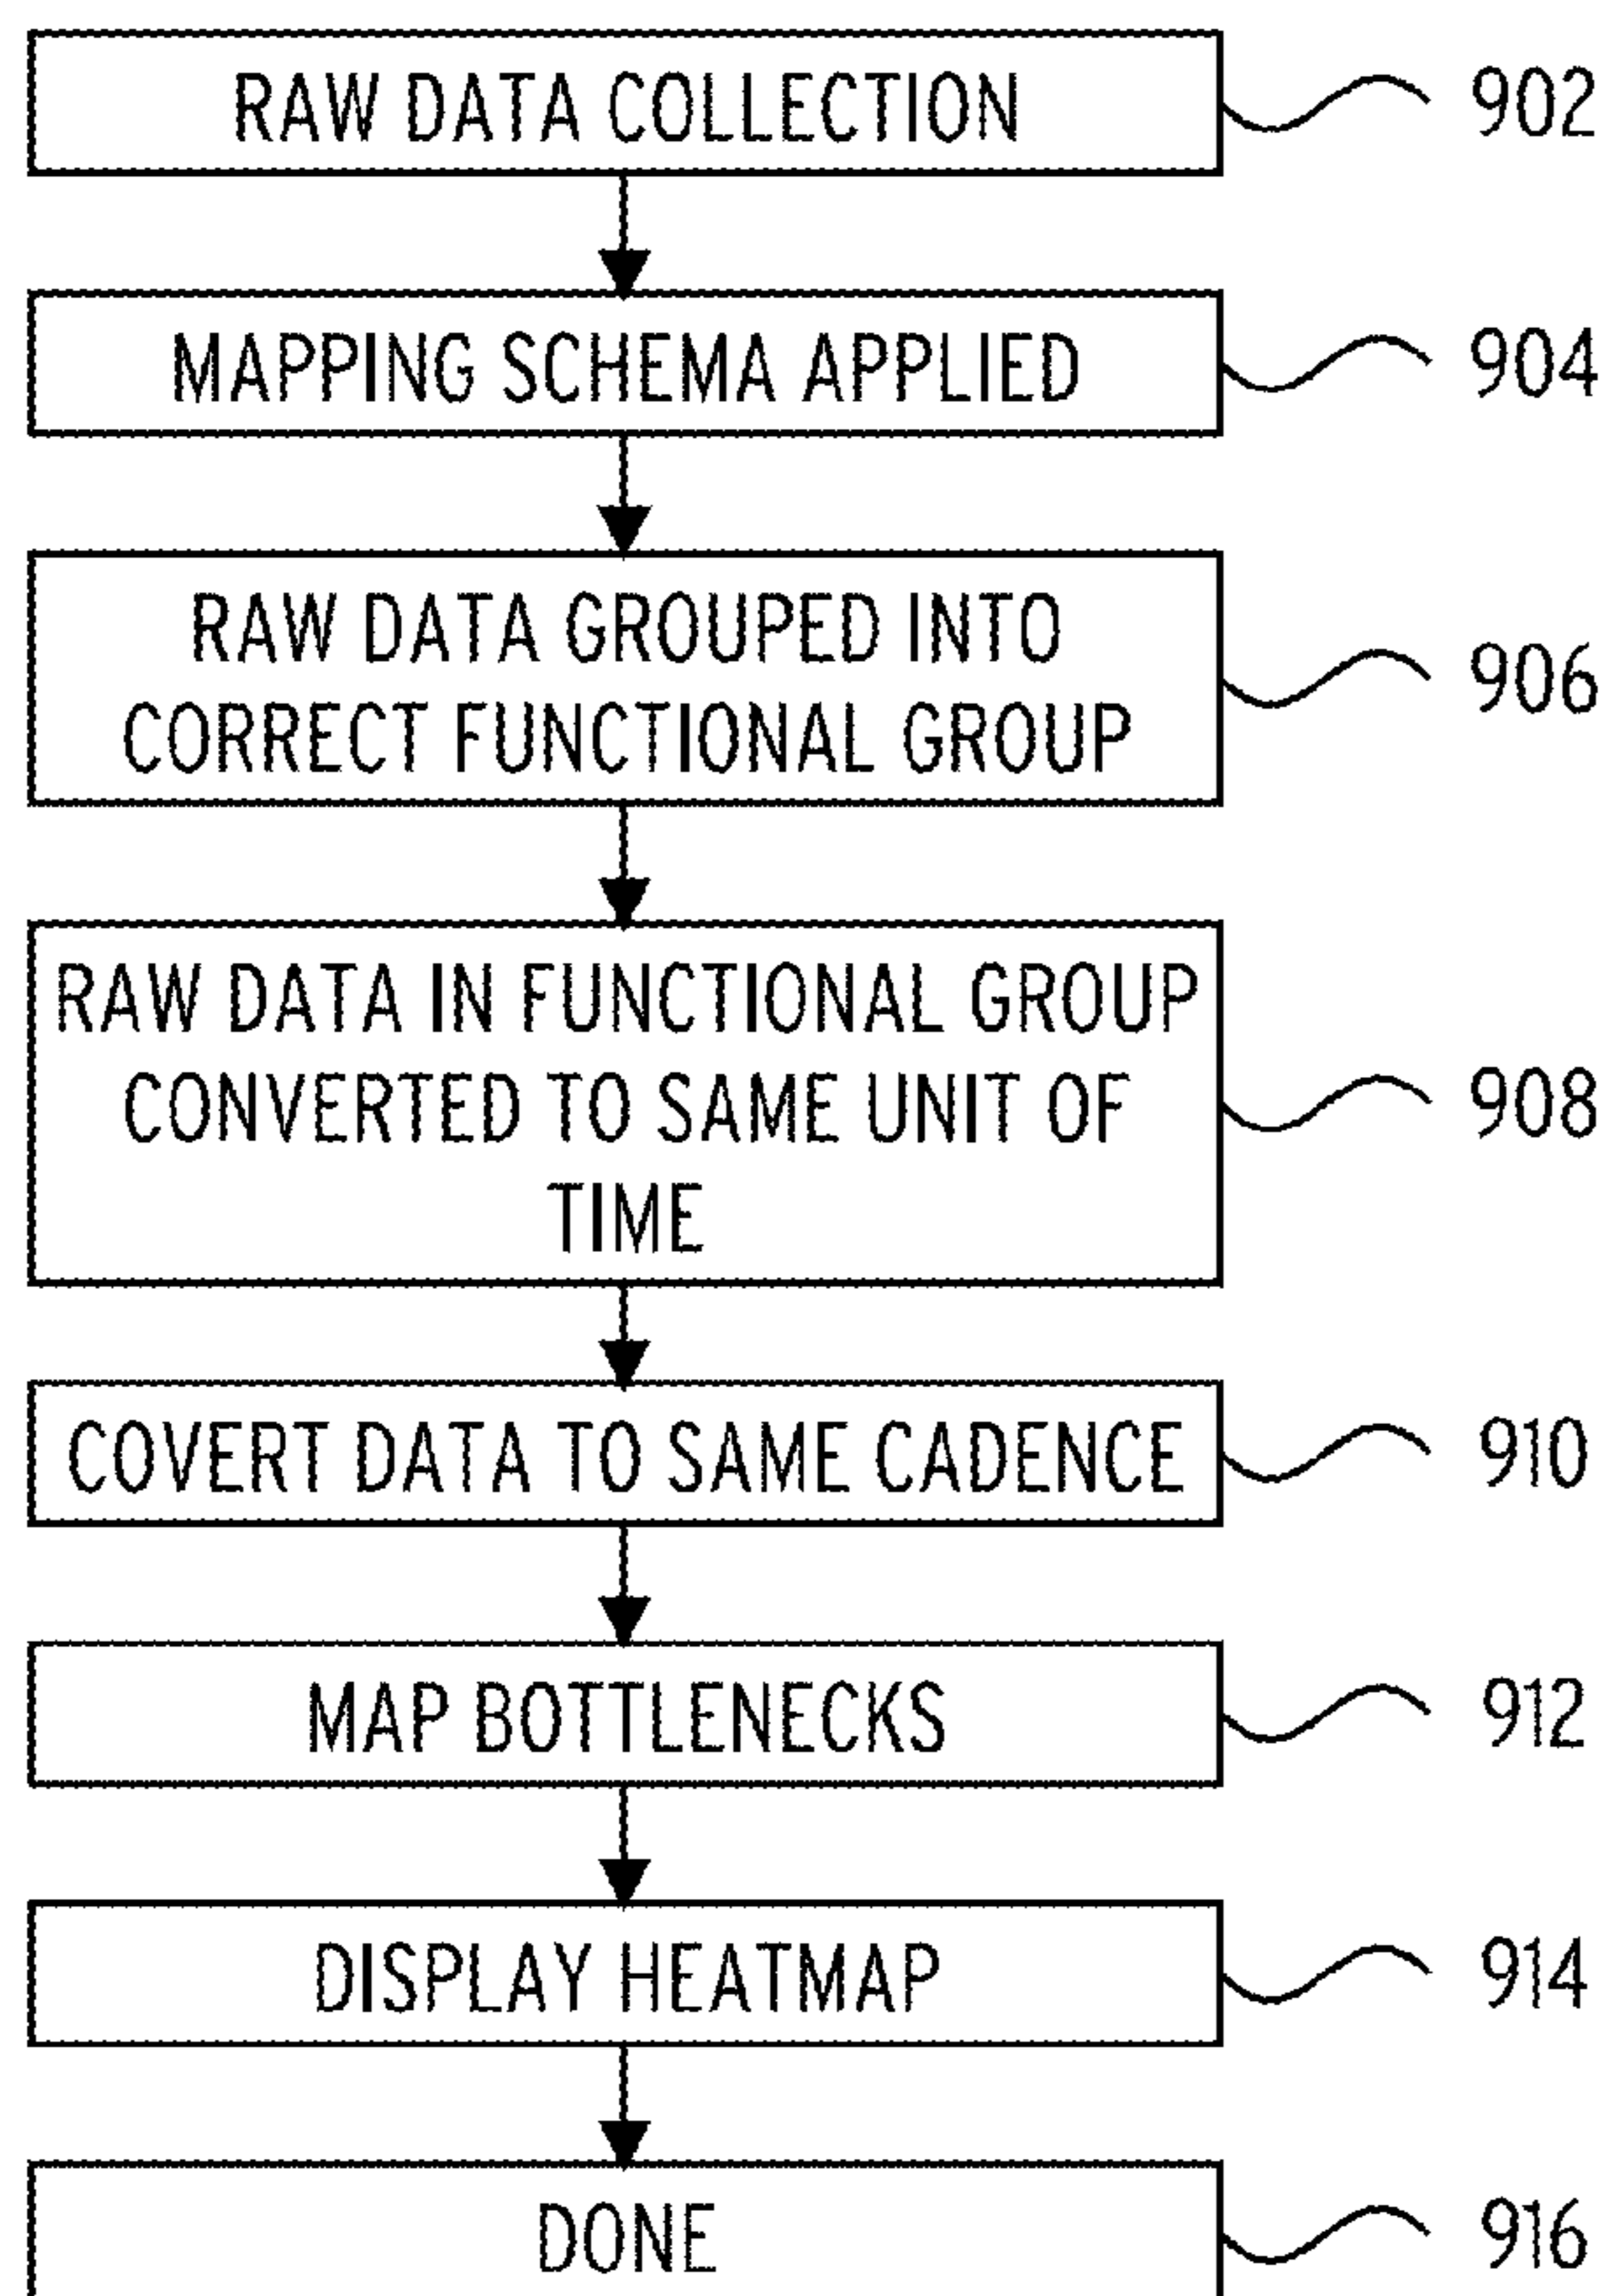 RAW DATA COLLECTION
902
MAPPING SCHEMA APPLIED
904
RAW DATA GROUPED INTO
CORRECT FUNCTIONAL GROUP
906
RAW DATA IN FUNCTIONAL GROUP
CONVERTED TO SAME UNIT OF
TIME
908
COVERT DATA TO SAME CADENCE
910
MAP BOTTLENECKS
912
DISPLAY HEATMAP
914
DONE
916